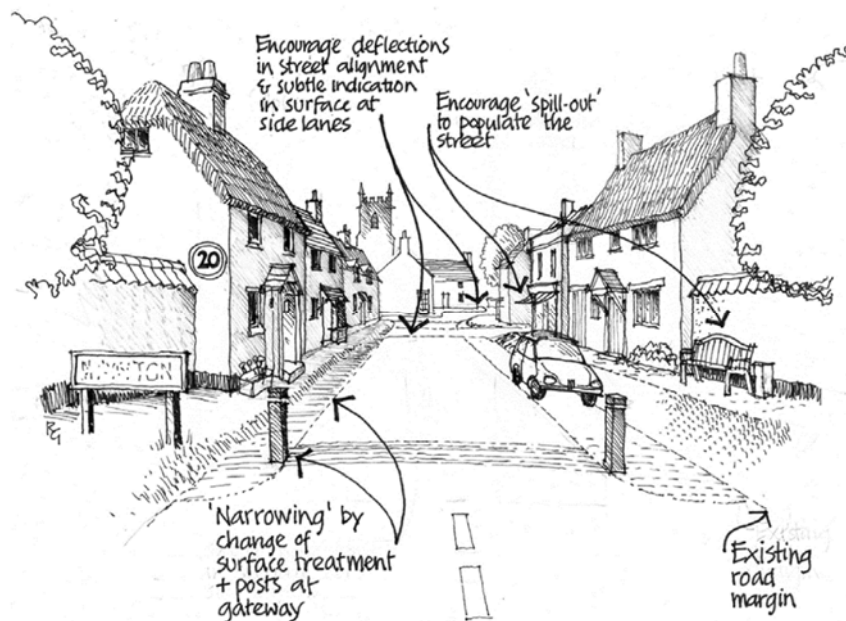 Encourage deflections
in street alignment
& subtle indication
in surface at
side lanes
Encourage 'spill-out'
to populate the
street
20
'Narrowing' by
change of
surface treatment
+ posts at
gateway
Existing
road
margin